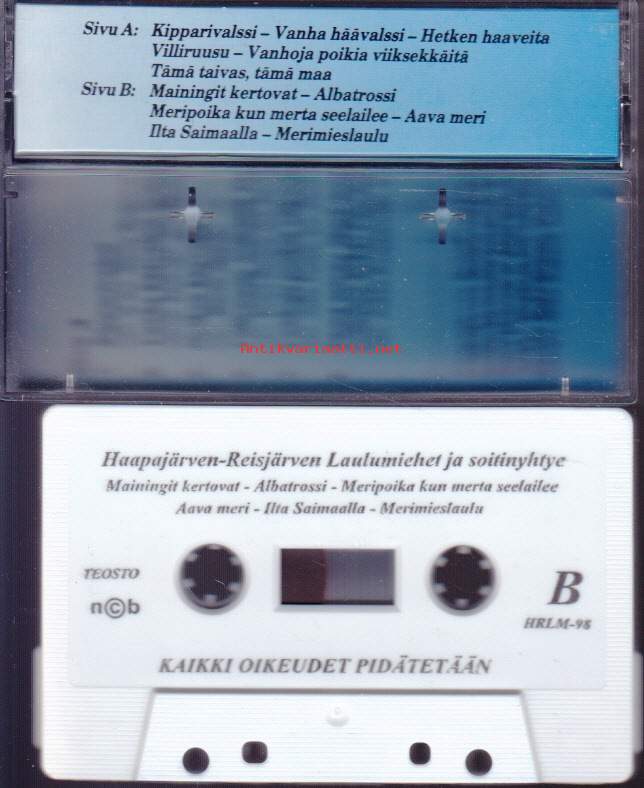 Sivu A: Kipparivalssi – Vanha häävalssi – Hetken haaveita
Villiruusu – Vanhoja poikia viiksekkäitä
Tämä taivas, tämä maa
Sivu B: Mainingit kertovat – Albatrossi
Meripoika kun merta seelailee – Aava meri
Ilta Saimaalla – Merimieslaulu
Antikvariaatti.net
Haapajärven-Reisjärven Laulumiehet ja soitinyhtye
Mainingit kertovat - Albatrossi - Meripoika kun merta seelailee
Aava meri - Ilta Saimaalla - Merimieslaulu
TEOSTO
n©b
B
HRLM-98
KAIKKI OIKEUDET PIDÄTETÄÄN